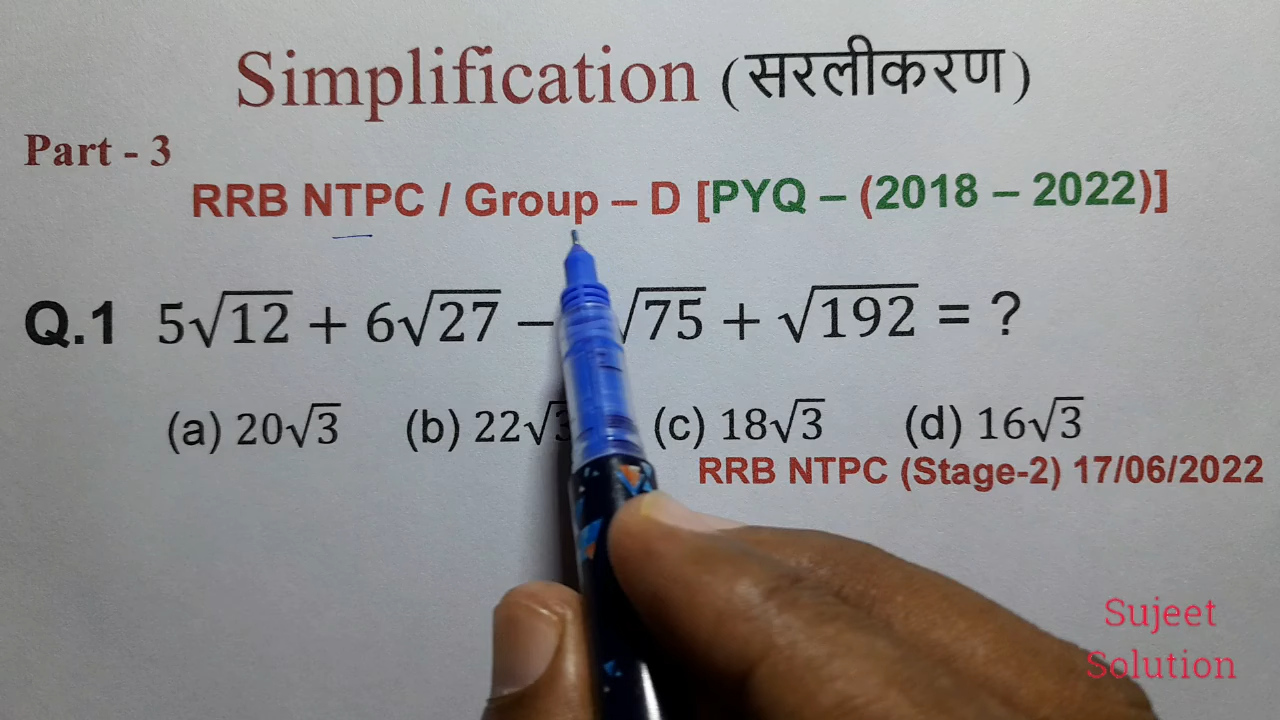 Simplification (सरलीकरण)
Part - 3
RRB NTPC / Group – D [PYQ – (2018 – 2022)]
Q.1 5√12 + 6√27 – √75 + √192 = ?
(a) 20√3 (b) 22√3 (c) 18√3 (d) 16√3
RRB NTPC (Stage-2) 17/06/2022
Sujeet
Solution